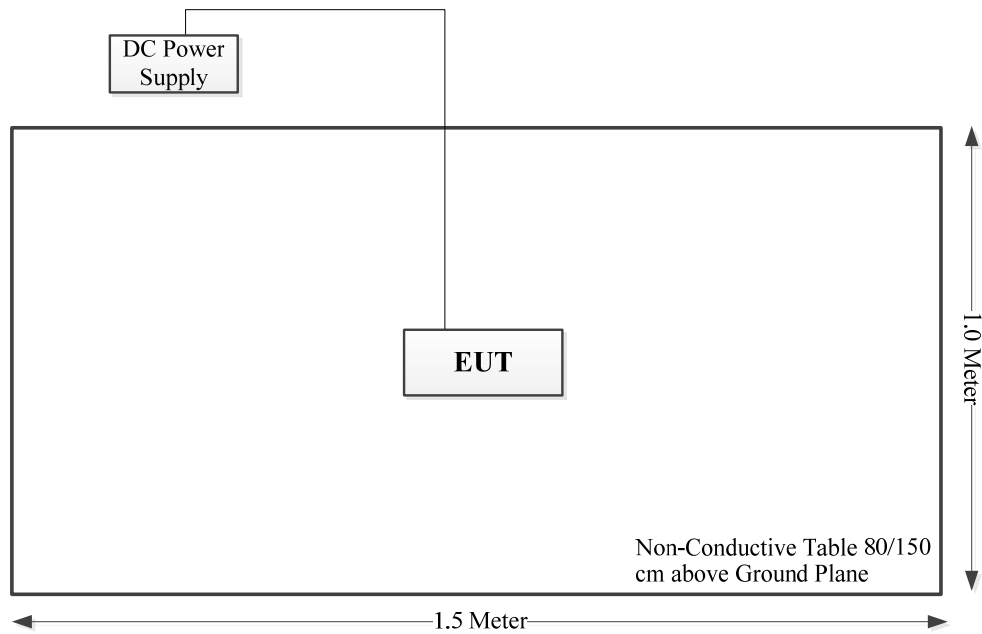 DC Power
Supply
EUT
1.0 Meter
Non-Conductive Table 80/150
cm above Ground Plane
1.5 Meter